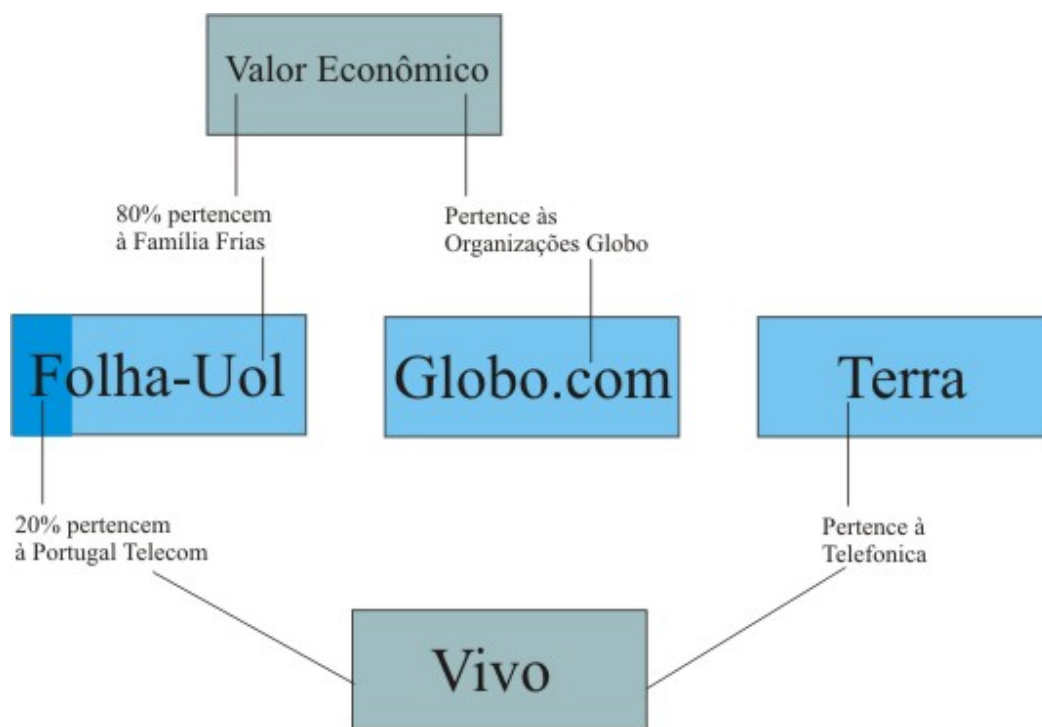 Valor Econômico
80% pertencem
à Família Frias
Pertence às
Organizações Globo
Folha-Uol
Globo.com
Terra
20% pertencem
à Portugal Telecom
Pertence à
Telefonica
Vivo